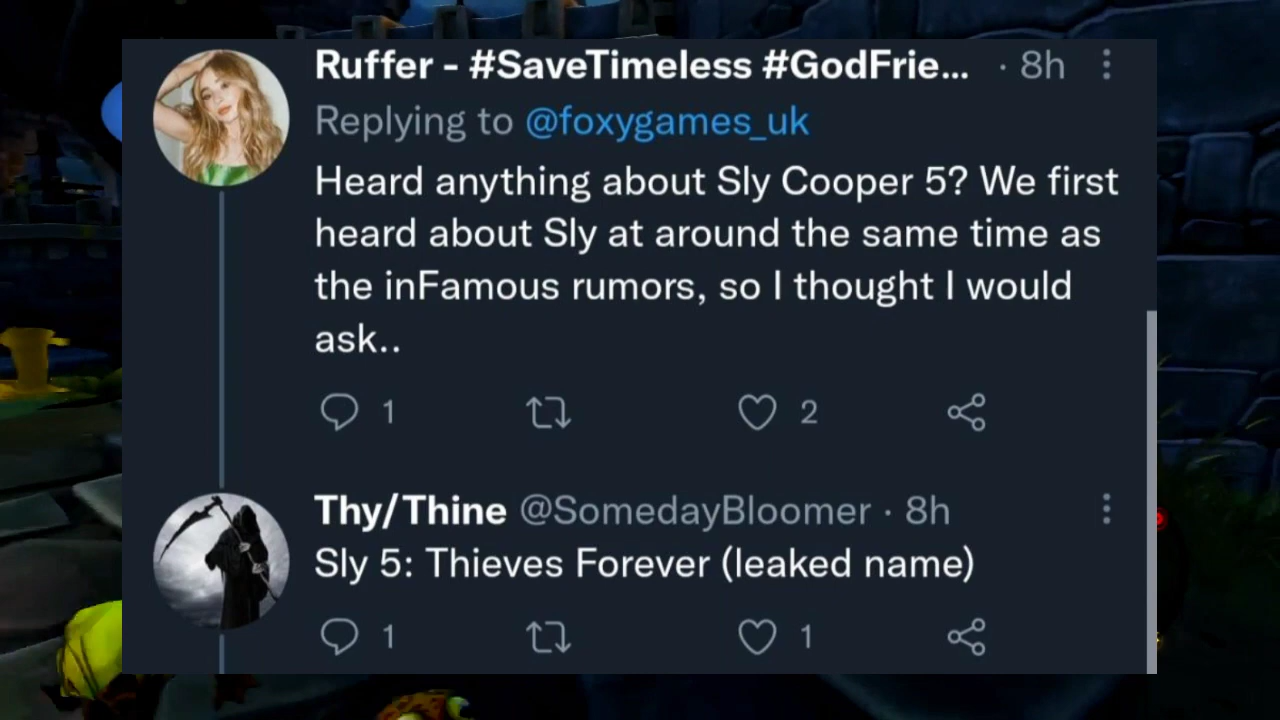 Ruffer - #SaveTimeless #GodFrie... · 8h
Replying to @foxygames_uk
Heard anything about Sly Cooper 5? We first
heard about Sly at around the same time as
the inFamous rumors, so I thought I would
ask..
1 2
Thy/Thine @SomedayBloomer · 8h
Sly 5: Thieves Forever (leaked name)
1 1